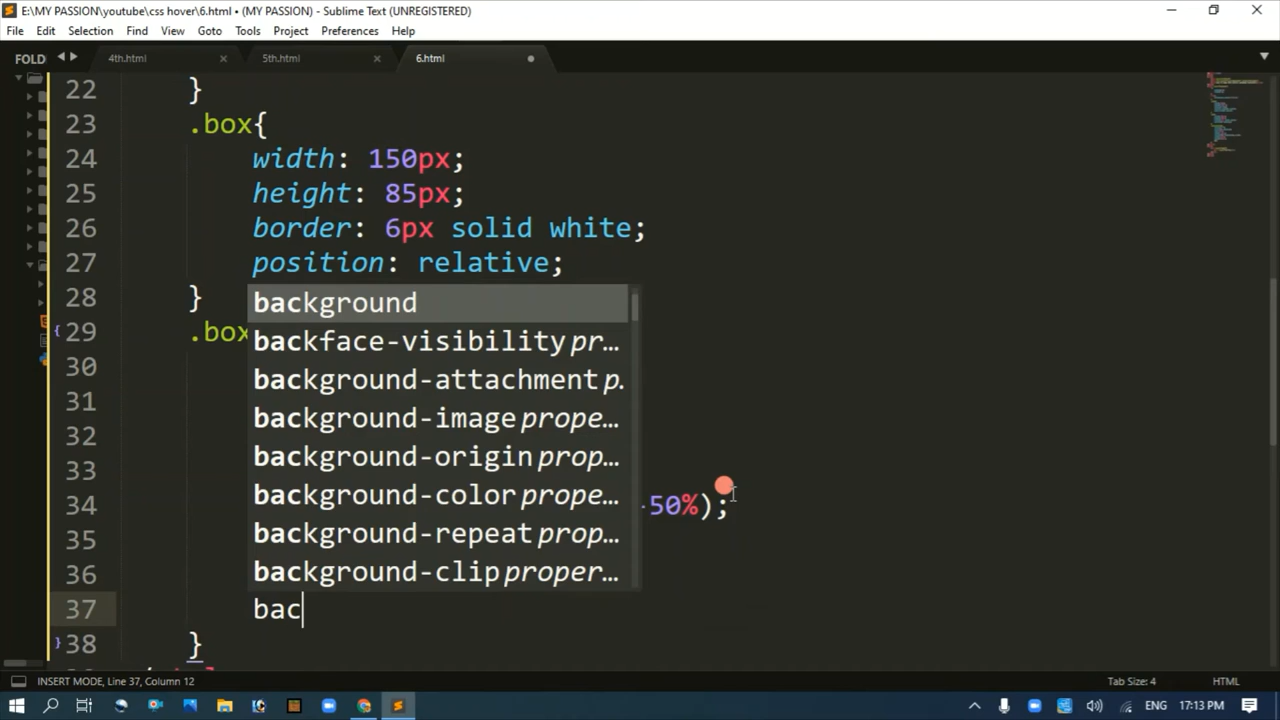 E:\MY PASSION\youtube\css hover\6.html • (MY PASSION) - Sublime Text (UNREGISTERED)
File Edit Selection Find View Goto Tools Project Preferences Help
FOLD 4th.html 5th.html 6.html
22 }
23 .box{
24 width: 150px;
25 height: 85px;
26 border: 6px solid white;
27 position: relative;
28 }
background
29 .box
backface-visibility pr...
30
background-attachment p.
31
background-image prope...
32
background-origin prop...
33
background-color prope...
34 -50%);
background-repeat prop...
35
background-clip proper...
36
37 bac
38 }
INSERT MODE, Line 37, Column 12 Tab Size: 4 HTML
ENG 17:13 PM